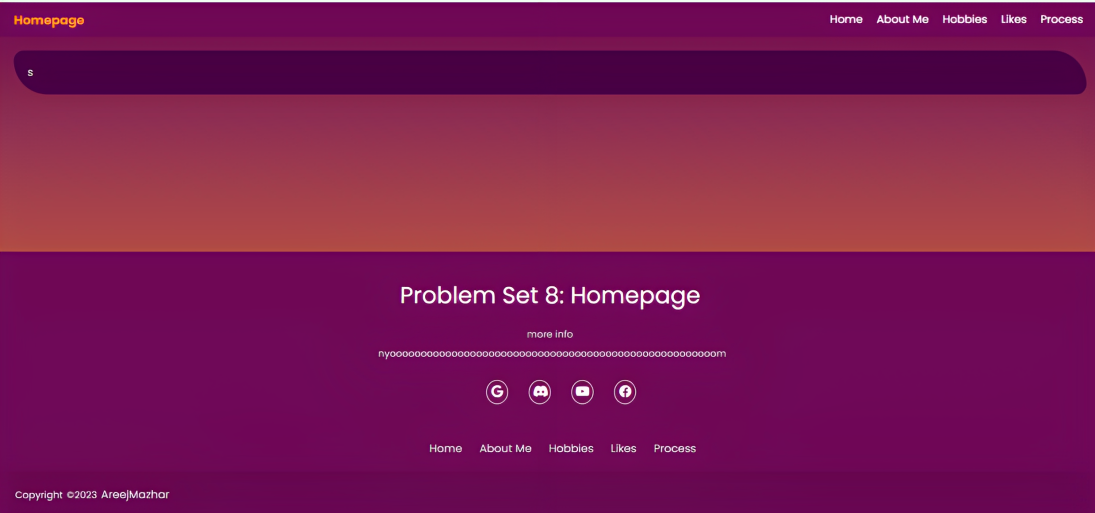 Homepage Home About Me Hobbies Likes Process
s
Problem Set 8: Homepage
more info
nyoooooooooooooooooooooooooooooooooooooooooooooooooooom
Home About Me Hobbies Likes Process
Copyright ©2023 AreejMazhar